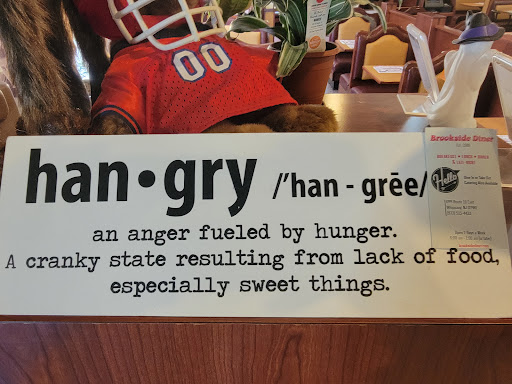 00
han•gry /'han - grēe/
an anger fueled by hunger.
A cranky state resulting from lack of food,
especially sweet things.
Brookside Diner
Hello